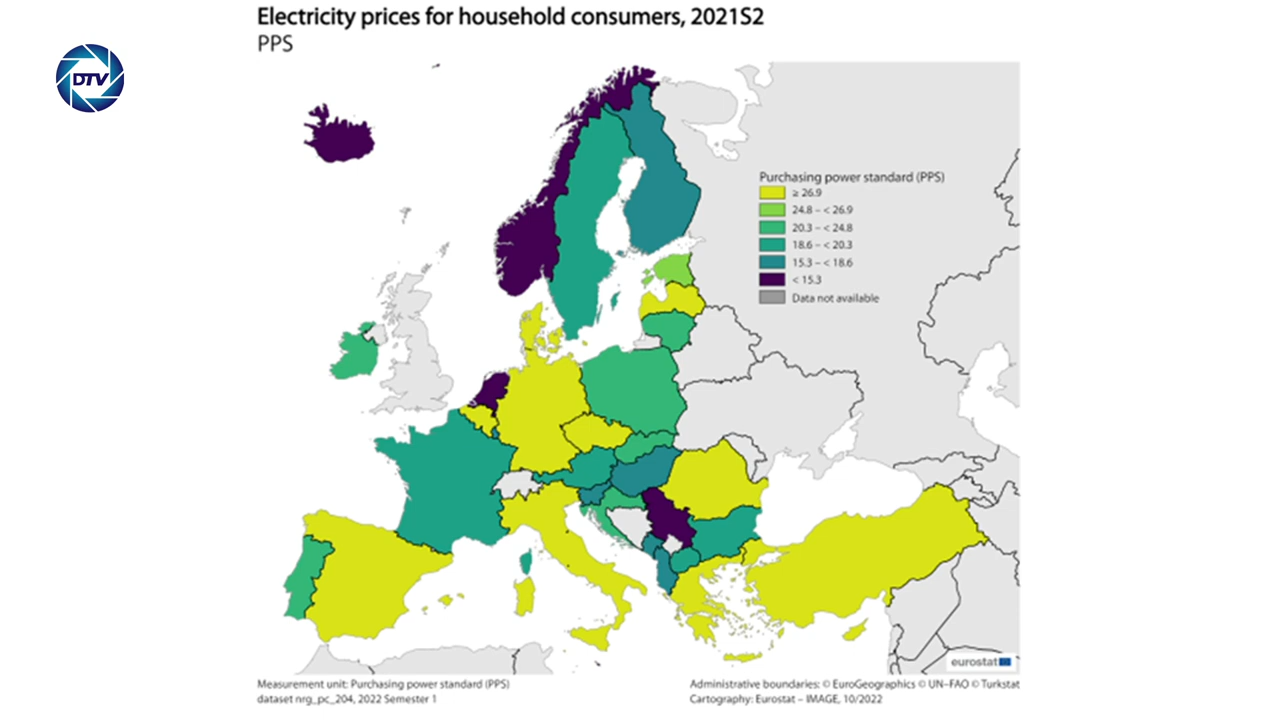 Electricity prices for household consumers, 2021S2
PPS
DTV
Purchasing power standard (PPS)
≥ 26.9
24.8 – < 26.9
20.3 – < 24.8
18.6 – < 20.3
15.3 – < 18.6
< 15.3
Data not available
eurostat
Measurement unit: Purchasing power standard (PPS)
dataset nrg_pc_204, 2022 Semester 1
Administrative boundaries: © EuroGeographics © UN–FAO © Turkstat
Cartography: Eurostat – IMAGE, 10/2022